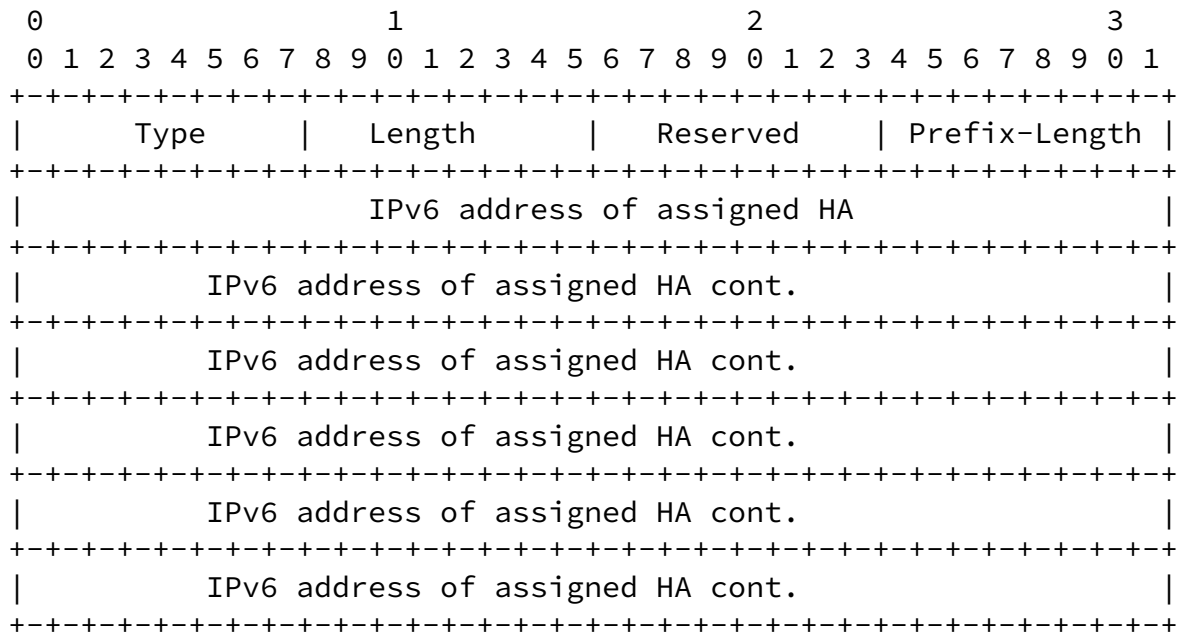 0                   1                   2                   3
0 1 2 3 4 5 6 7 8 9 0 1 2 3 4 5 6 7 8 9 0 1 2 3 4 5 6 7 8 9 0 1
+-+-+-+-+-+-+-+-+-+-+-+-+-+-+-+-+-+-+-+-+-+-+-+-+-+-+-+-+-+-+-+-+
|      Type     |   Length      |   Reserved    | Prefix-Length |
+-+-+-+-+-+-+-+-+-+-+-+-+-+-+-+-+-+-+-+-+-+-+-+-+-+-+-+-+-+-+-+-+
|                   IPv6 address of assigned HA                 |
+-+-+-+-+-+-+-+-+-+-+-+-+-+-+-+-+-+-+-+-+-+-+-+-+-+-+-+-+-+-+-+-+
|          IPv6 address of assigned HA cont.                    |
+-+-+-+-+-+-+-+-+-+-+-+-+-+-+-+-+-+-+-+-+-+-+-+-+-+-+-+-+-+-+-+-+
|          IPv6 address of assigned HA cont.                    |
+-+-+-+-+-+-+-+-+-+-+-+-+-+-+-+-+-+-+-+-+-+-+-+-+-+-+-+-+-+-+-+-+
|          IPv6 address of assigned HA cont.                    |
+-+-+-+-+-+-+-+-+-+-+-+-+-+-+-+-+-+-+-+-+-+-+-+-+-+-+-+-+-+-+-+-+
|          IPv6 address of assigned HA cont.                    |
+-+-+-+-+-+-+-+-+-+-+-+-+-+-+-+-+-+-+-+-+-+-+-+-+-+-+-+-+-+-+-+-+
|          IPv6 address of assigned HA cont.                    |
+-+-+-+-+-+-+-+-+-+-+-+-+-+-+-+-+-+-+-+-+-+-+-+-+-+-+-+-+-+-+-+-+